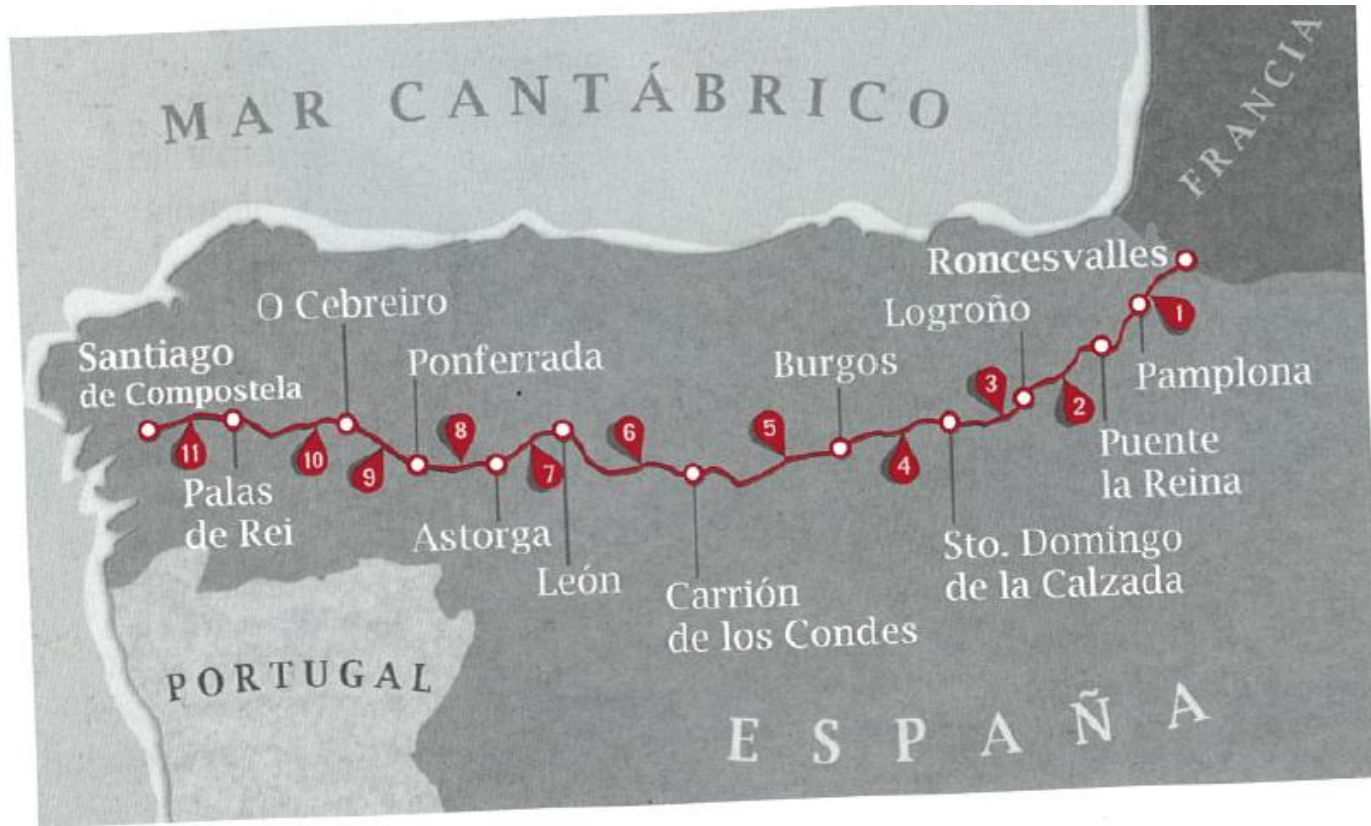 MAR CANTÁBRICO
FRANCIA
Roncesvalles
O Cebreiro
Logroño
1
Santiago
de Compostela
Ponferrada
Burgos
Pamplona
3
2
8
6
5
11
10
9
7
4
Puente
la Reina
Palas
de Rei
Astorga
León
Sto. Domingo
de la Calzada
Carrión
de los Condes
PORTUGAL
ESPAÑA